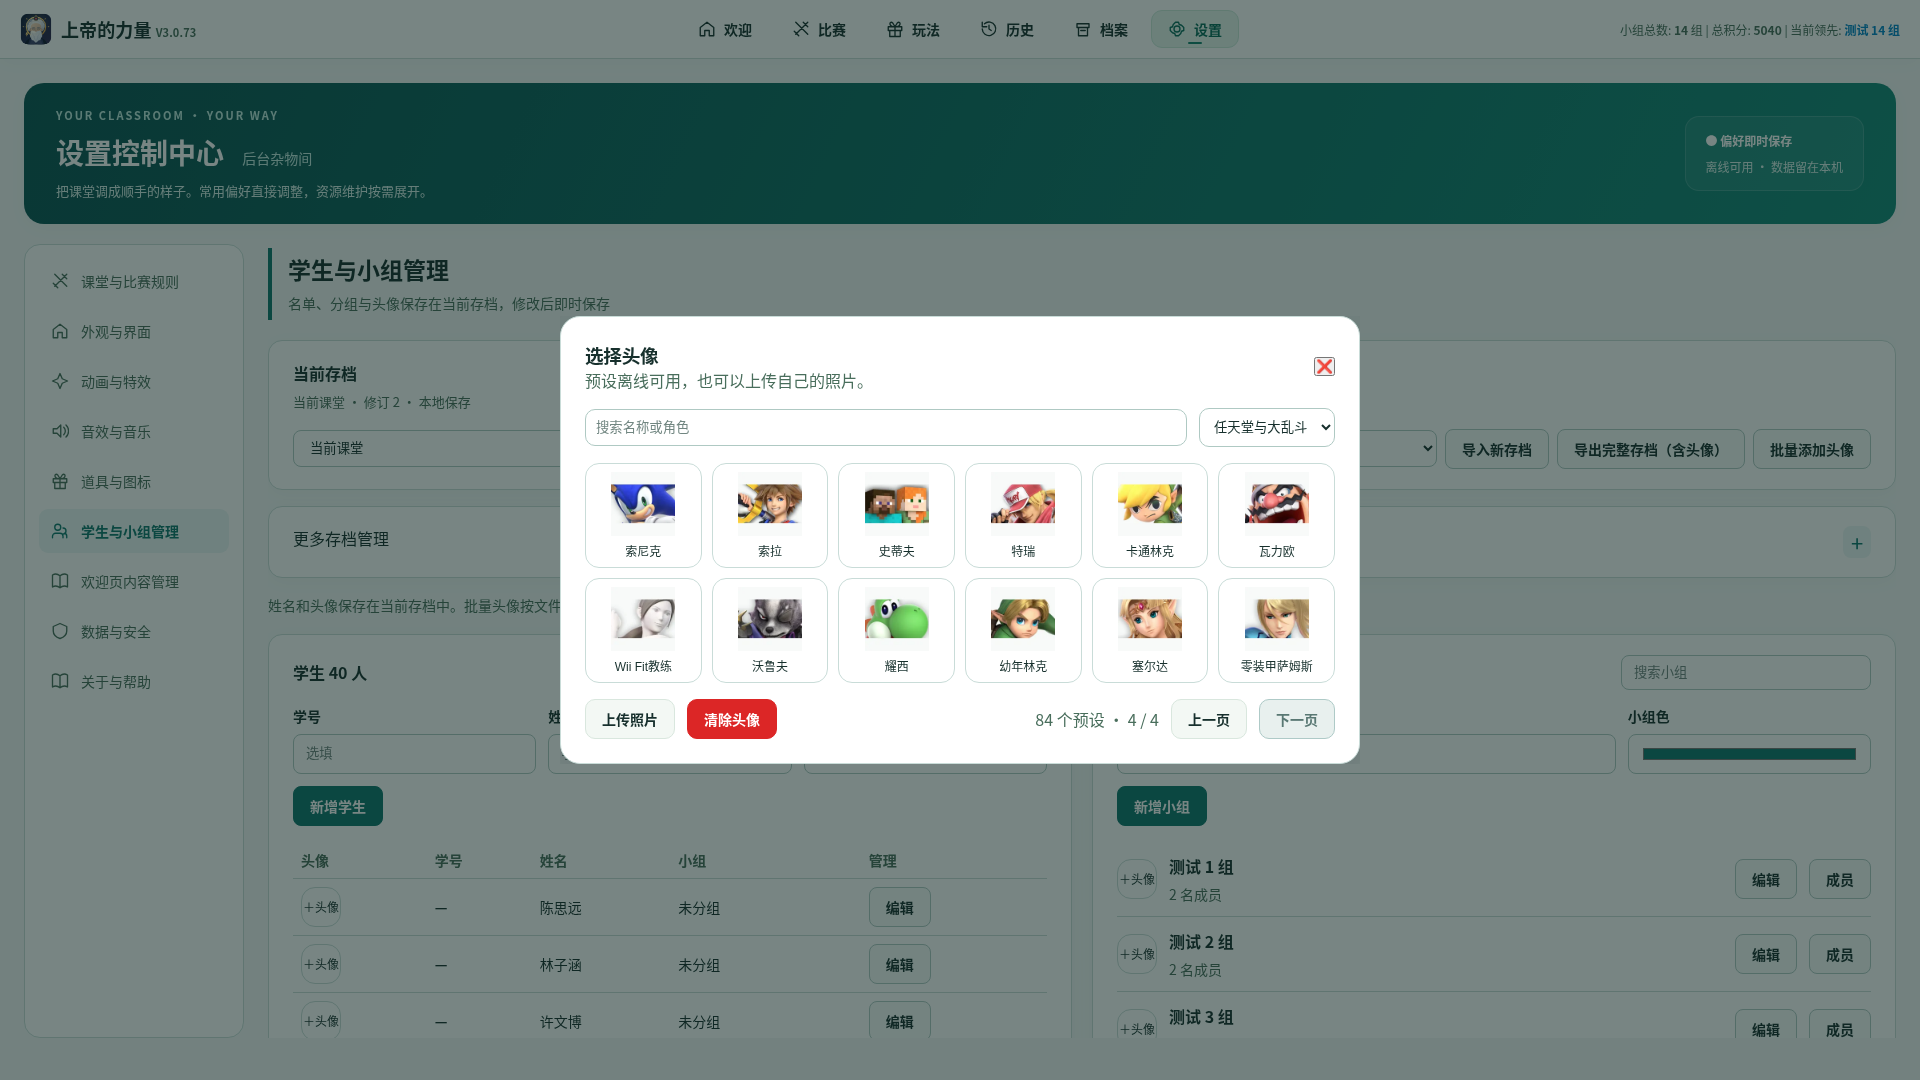 上帝的力量 V3.0.73
欢迎
比赛
玩法
历史
档案
设置
小组总数: 14 组 | 总积分: 5040 | 当前领先: 测试 14 组
YOUR CLASSROOM · YOUR WAY
设置控制中心 后台杂物间
把课堂调成顺手的样子。常用偏好直接调整，资源维护按需展开。
偏好即时保存
离线可用 · 数据留在本机
课堂与比赛规则
外观与界面
动画与特效
音效与音乐
道具与图标
学生与小组管理
欢迎页内容管理
数据与安全
关于与帮助
学生与小组管理
名单、分组与头像保存在当前存档，修改后即时保存
当前存档
当前课堂 · 修订 2 · 本地保存
当前课堂
导入新存档
导出完整存档（含头像）
批量添加头像
更多存档管理
+
姓名和头像保存在当前存档中。批量头像按文件
选择头像
预设离线可用，也可以上传自己的照片。
搜索名称或角色
任天堂与大乱斗
索尼克
索拉
史蒂夫
特瑞
卡通林克
瓦力欧
Wii Fit教练
沃鲁夫
耀西
幼年林克
塞尔达
零装甲萨姆斯
上传照片
清除头像
84 个预设 · 4 / 4
上一页
下一页
学生 40 人
学号
姓
选填
新增学生
头像 学号 姓名 小组 管理
+头像 — 陈思远 未分组 编辑
+头像 — 林子涵 未分组 编辑
+头像 — 许文博 未分组 编辑
搜索小组
小组色
新增小组
+头像
测试 1 组
2 名成员
编辑
成员
+头像
测试 2 组
2 名成员
编辑
成员
+头像
测试 3 组
编辑
成员